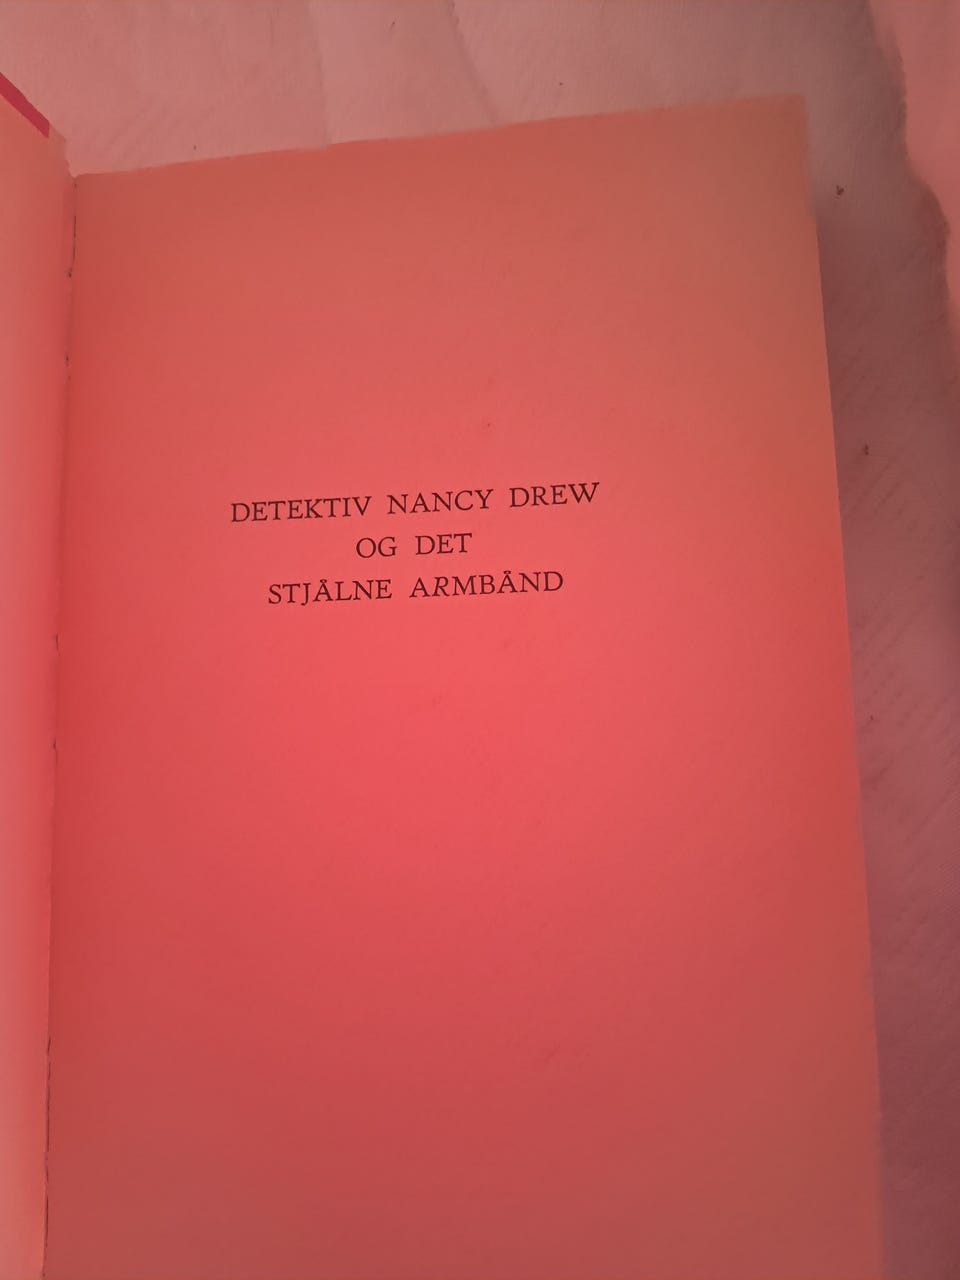 DETEKTIV NANCY DREW
OG DET
STJÅLNE ARMBÅND